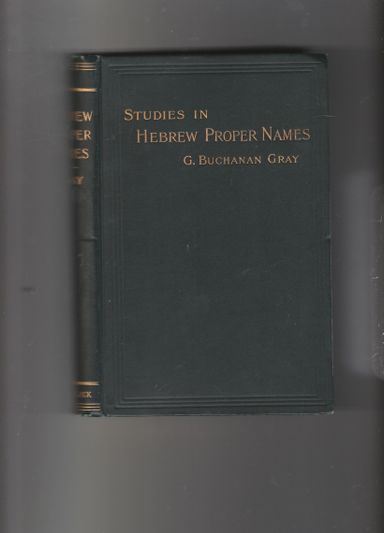 STUDIES IN
HEBREW PROPER NAMES
G. BUCHANAN GRAY